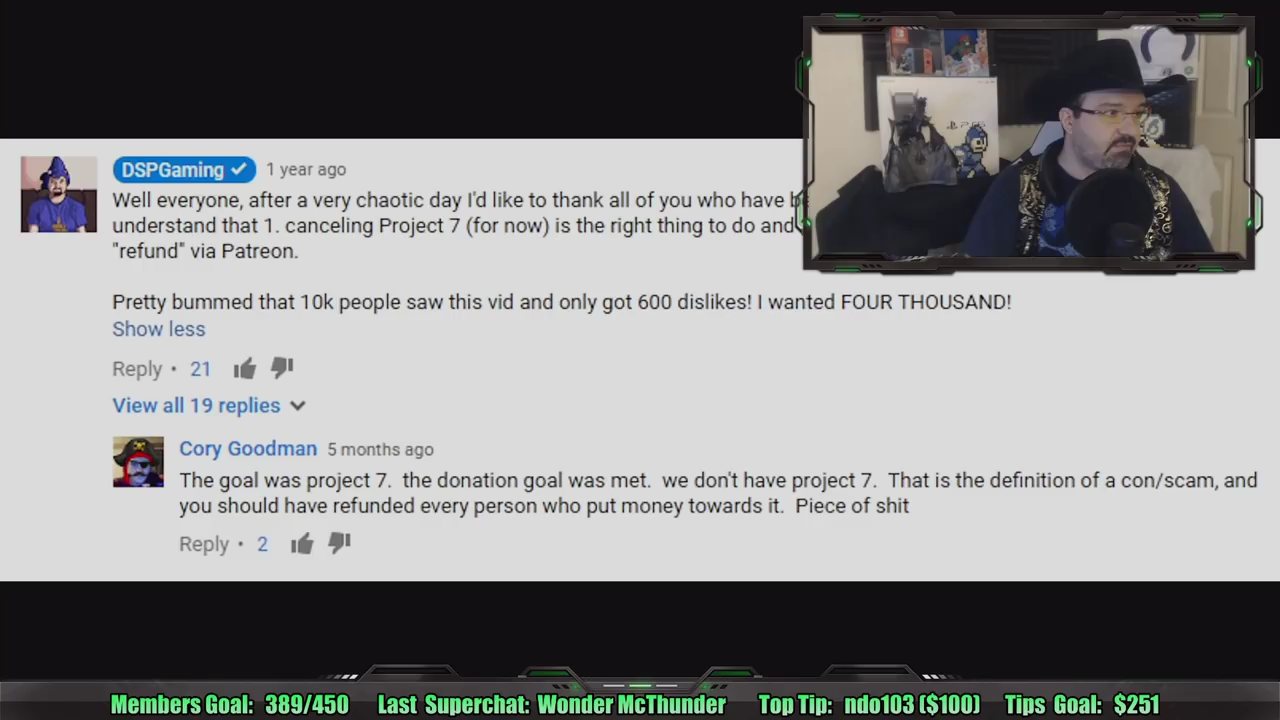 DSPGaming 1 year ago
Well everyone, after a very chaotic day I'd like to thank all of you who have
understand that 1. canceling Project 7 (for now) is the right thing to do and
"refund" via Patreon.
Pretty bummed that 10k people saw this vid and only got 600 dislikes! I wanted FOUR THOUSAND!
Show less
Reply • 21
View all 19 replies
Cory Goodman 5 months ago
The goal was project 7. the donation goal was met. we don't have project 7. That is the definition of a con/scam, and
you should have refunded every person who put money towards it. Piece of shit
Reply • 2
Members Goal: 389/450 Last Superchat: Wonder McThunder Top Tip: ndo103 ($100) Tips Goal: $251